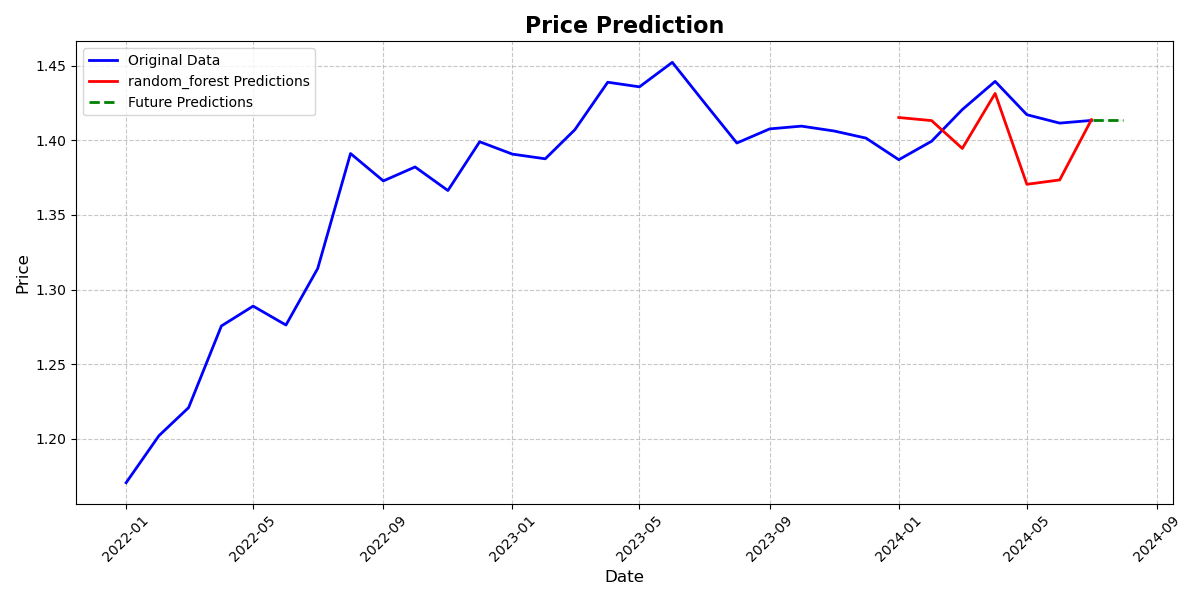 Price Prediction
Original Data
random_forest Predictions
Future Predictions
Price
1.45
1.40
1.35
1.30
1.25
1.20
2022-01
2022-05
2022-09
2023-01
2023-05
2023-09
2024-01
2024-05
2024-09
Date